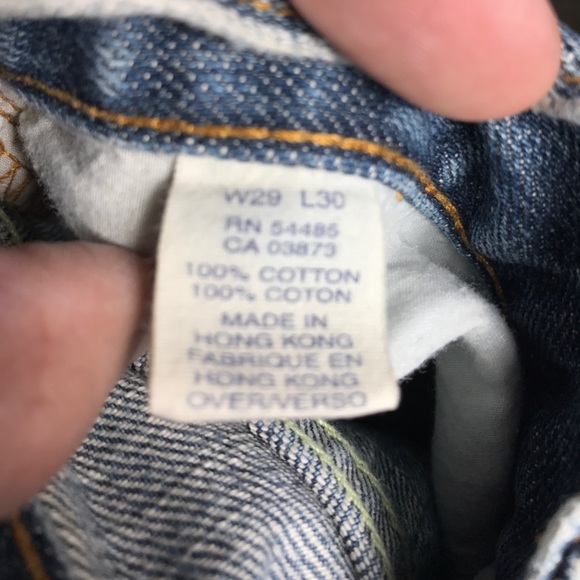 W29 L30
RN 54485
CA 03873
100% COTTON
100% COTON
MADE IN
HONG KONG
FABRIQUE EN
HONG KONG
OVER/VERSO